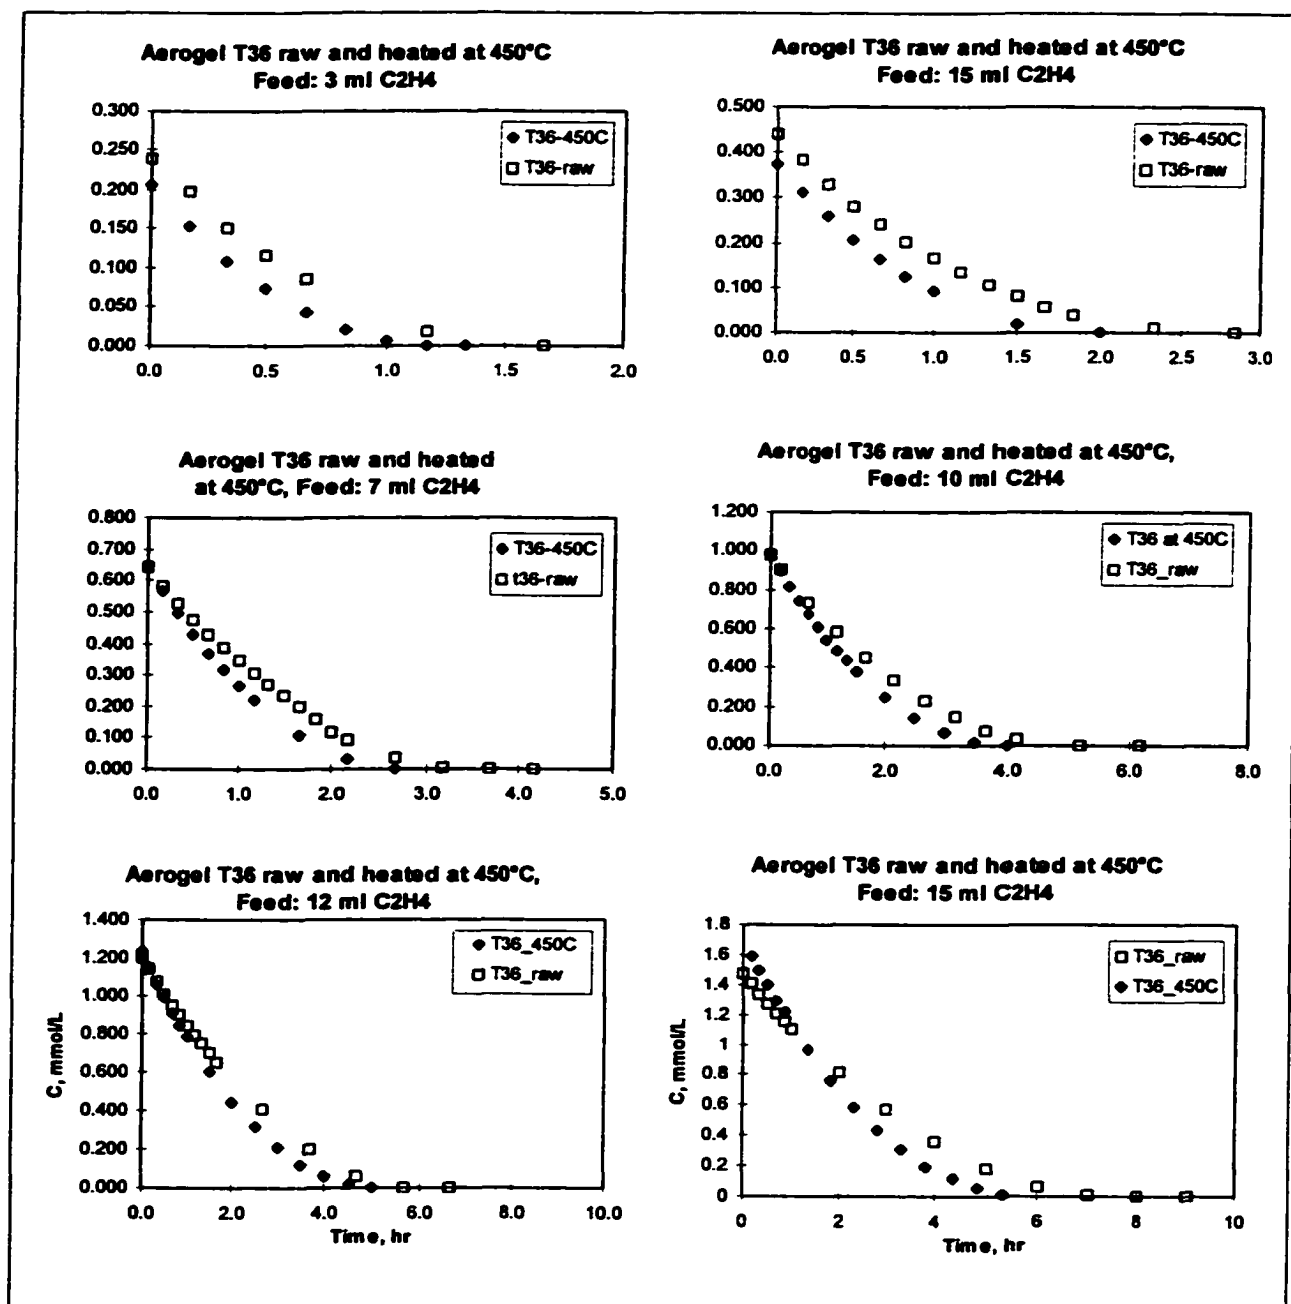 Aerogel T36 raw and heated at 450°C
Feed: 3 ml C2H4
0.300
0.250
0.200
0.150
0.100
0.050
0.000
0.0 0.5 1.0 1.5 2.0
T36-450C
T36-raw
Aerogel T36 raw and heated at 450°C
Feed: 15 ml C2H4
0.500
0.400
0.300
0.200
0.100
0.000
0.0 0.5 1.0 1.5 2.0 2.5 3.0
T36-450C
T36-raw
Aerogel T36 raw and heated
at 450°C, Feed: 7 ml C2H4
0.800
0.700
0.600
0.500
0.400
0.300
0.200
0.100
0.000
0.0 1.0 2.0 3.0 4.0 5.0
T36-450C
t36-raw
Aerogel T36 raw and heated at 450°C,
Feed: 10 ml C2H4
1.200
1.000
0.800
0.600
0.400
0.200
0.000
0.0 2.0 4.0 6.0 8.0
T36 at 450C
T36_raw
Aerogel T36 raw and heated at 450°C,
Feed: 12 ml C2H4
1.400
1.200
1.000
0.800
0.600
0.400
0.200
0.000
C, mmol/L
0.0 2.0 4.0 6.0 8.0 10.0
Time, hr
T36_450C
T36_raw
Aerogel T36 raw and heated at 450°C
Feed: 15 ml C2H4
1.8
1.6
1.4
1.2
1
0.8
0.6
0.4
0.2
0
C, mmol/L
0 2 4 6 8 10
Time, hr
T36_raw
T36_450C